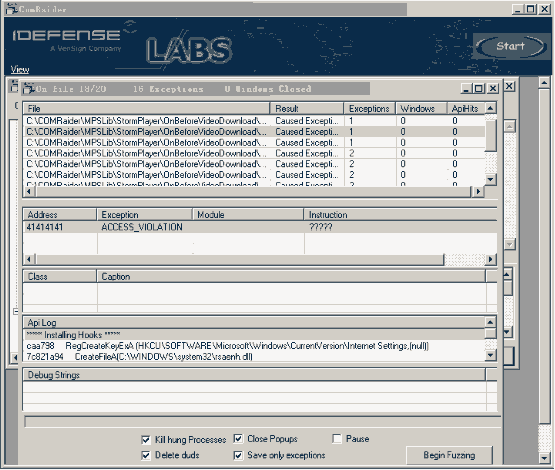 ComRaider
IDEFENSE
A VeriSign Company
LABS
Start
View
On File 18/20 16 Exceptions 0 Windows Closed
File Result Exceptions Windows ApiHits
C:\COMRaider\MPSLib\StormPlayer\OnBeforeVideoDownload\... Caused Excepti... 1 0 0
C:\COMRaider\MPSLib\StormPlayer\OnBeforeVideoDownload\... Caused Excepti... 1 0 0
C:\COMRaider\MPSLib\StormPlayer\OnBeforeVideoDownload\... Caused Excepti... 1 0 0
C:\COMRaider\MPSLib\StormPlayer\OnBeforeVideoDownload\... Caused Excepti... 2 0 0
C:\COMRaider\MPSLib\StormPlayer\OnBeforeVideoDownload\... Caused Excepti... 2 0 0
C:\COMRaider\MPSLib\StormPlayer\OnBeforeVideoDownload\... Caused Excepti... 2 0 0
Address Exception Module Instruction
41414141 ACCESS_VIOLATION ?????
Class Caption
Api Log
***** Installing Hooks *****
caa798 RegCreateKeyExA (HKCU\SOFTWARE\Microsoft\Windows\CurrentVersion\Internet Settings,(null))
7c821a94 CreateFileA(C:\WINDOWS\system32\rsaenh.dll)
Debug Strings
Kill hung Processes Close Popups Pause
Delete duds Save only exceptions Begin Fuzzing